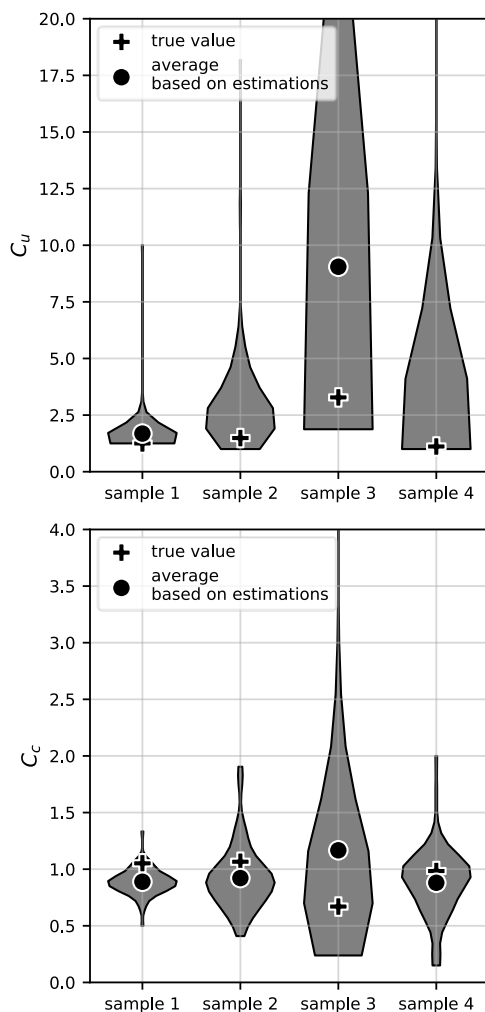 20.0
17.5
15.0
12.5
10.0
7.5
5.0
2.5
0.0
C_u
true value
average
based on estimations
sample 1 sample 2 sample 3 sample 4
4.0
3.5
3.0
2.5
2.0
1.5
1.0
0.5
0.0
C_c
true value
average
based on estimations
sample 1 sample 2 sample 3 sample 4